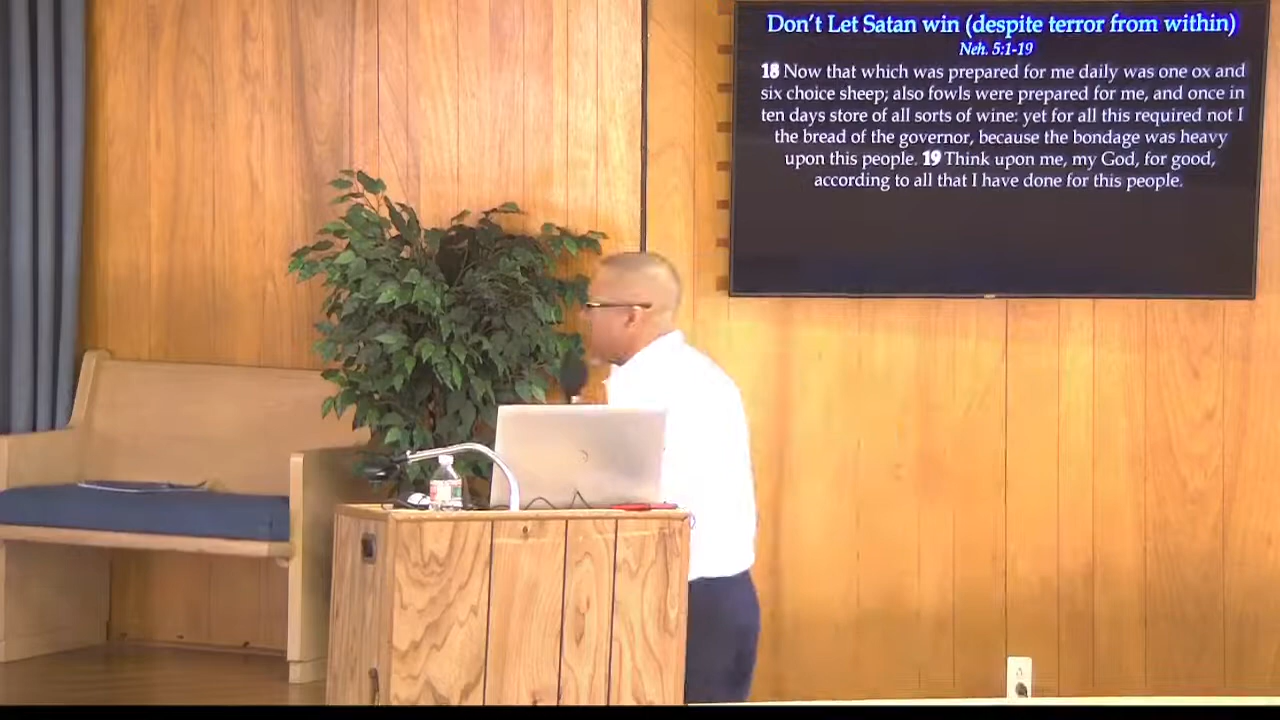 Don't Let Satan win (despite terror from within)
Neh. 5:1-19
18 Now that which was prepared for me daily was one ox and
six choice sheep; also fowls were prepared for me, and once in
ten days store of all sorts of wine: yet for all this required not I
the bread of the governor, because the bondage was heavy
upon this people. 19 Think upon me, my God, for good,
according to all that I have done for this people.